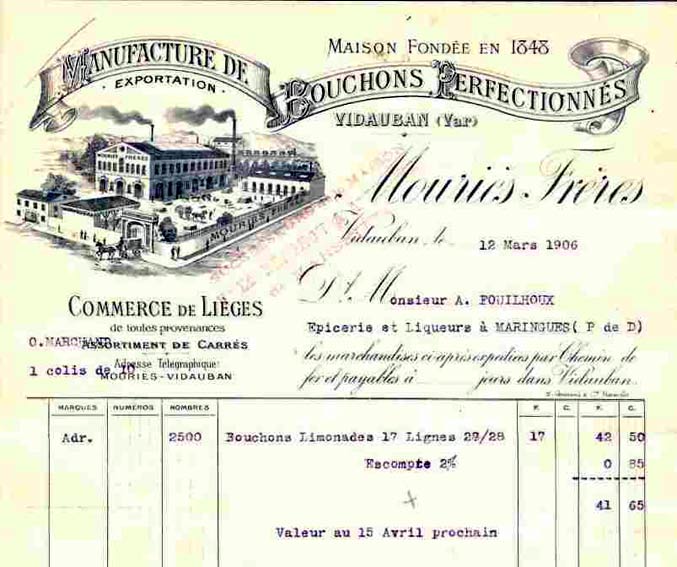 MANUFACTURE DE
· EXPORTATION ·
MAISON FONDÉE EN 1848
BOUCHONS PERFECTIONNÉS
VIDAUBAN (Var)
MOURIÈS FRÈRES
Mouriès Frères
Vidauban, le 12 Mars 1906
Dt. Monsieur A. FOUILHOUX
Epicerie et Liqueurs à MARINGUES( P de D)
les marchandises ci-après expédiées par Chemin de
fer et payables à jours dans Vidauban.
COMMERCE DE LIÈGES
de toutes provenances
O.MARCHAND
ASSORTIMENT DE CARRÉS
Adresse Télégraphique:
1 colis de 70
MOURIES-VIDAUBAN
MARQUES NUMÉROS NOMBRES F. C. F. C.
Adr. 2500 Bouchons Limonades 17 Lignes 29/28 17 42 50
Escompte 2% 0 85
41 65
Valeur au 15 Avril prochain